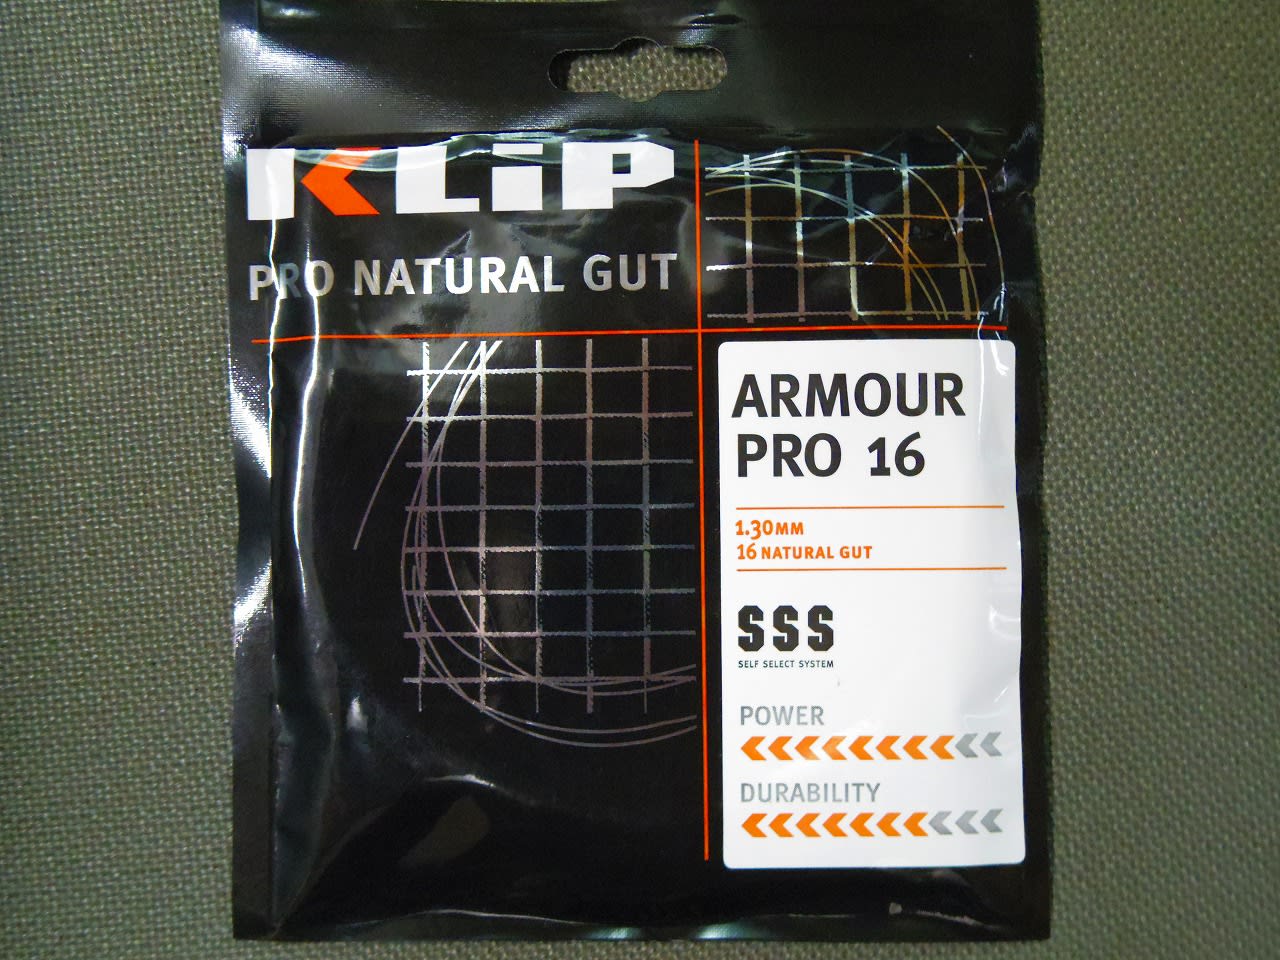 KLiP
PRO NATURAL GUT
ARMOUR
PRO 16
1.30MM
16 NATURAL GUT
SSS
SELF SELECT SYSTEM
POWER
DURABILITY